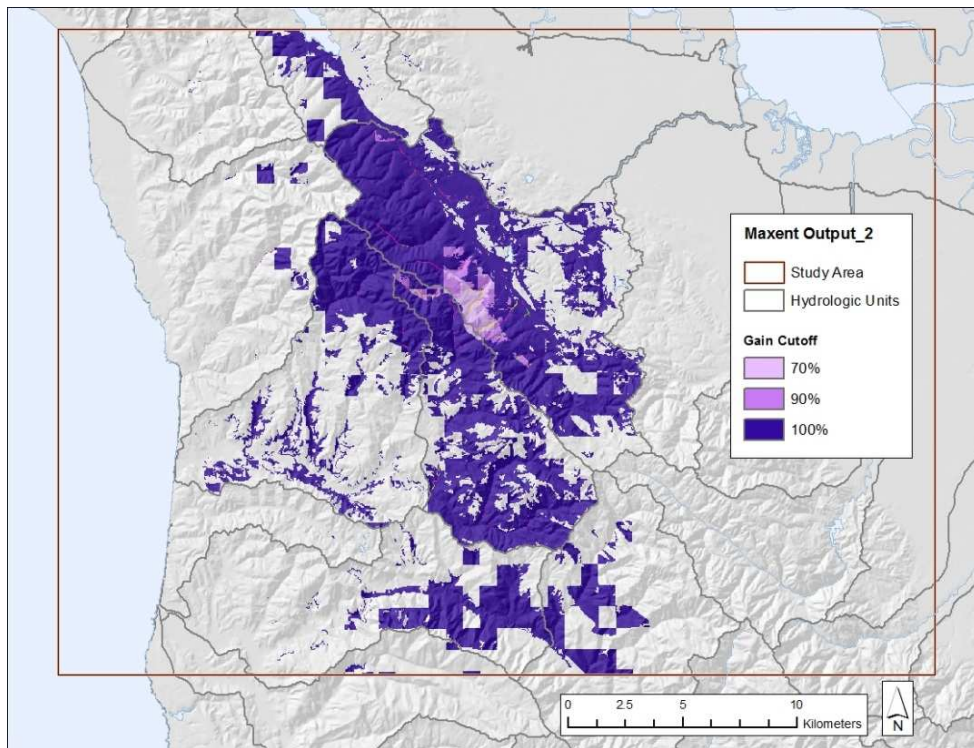 Maxent Output_2
Study Area
Hydrologic Units
Gain Cutoff
70%
90%
100%
0 2.5 5 10
Kilometers
N